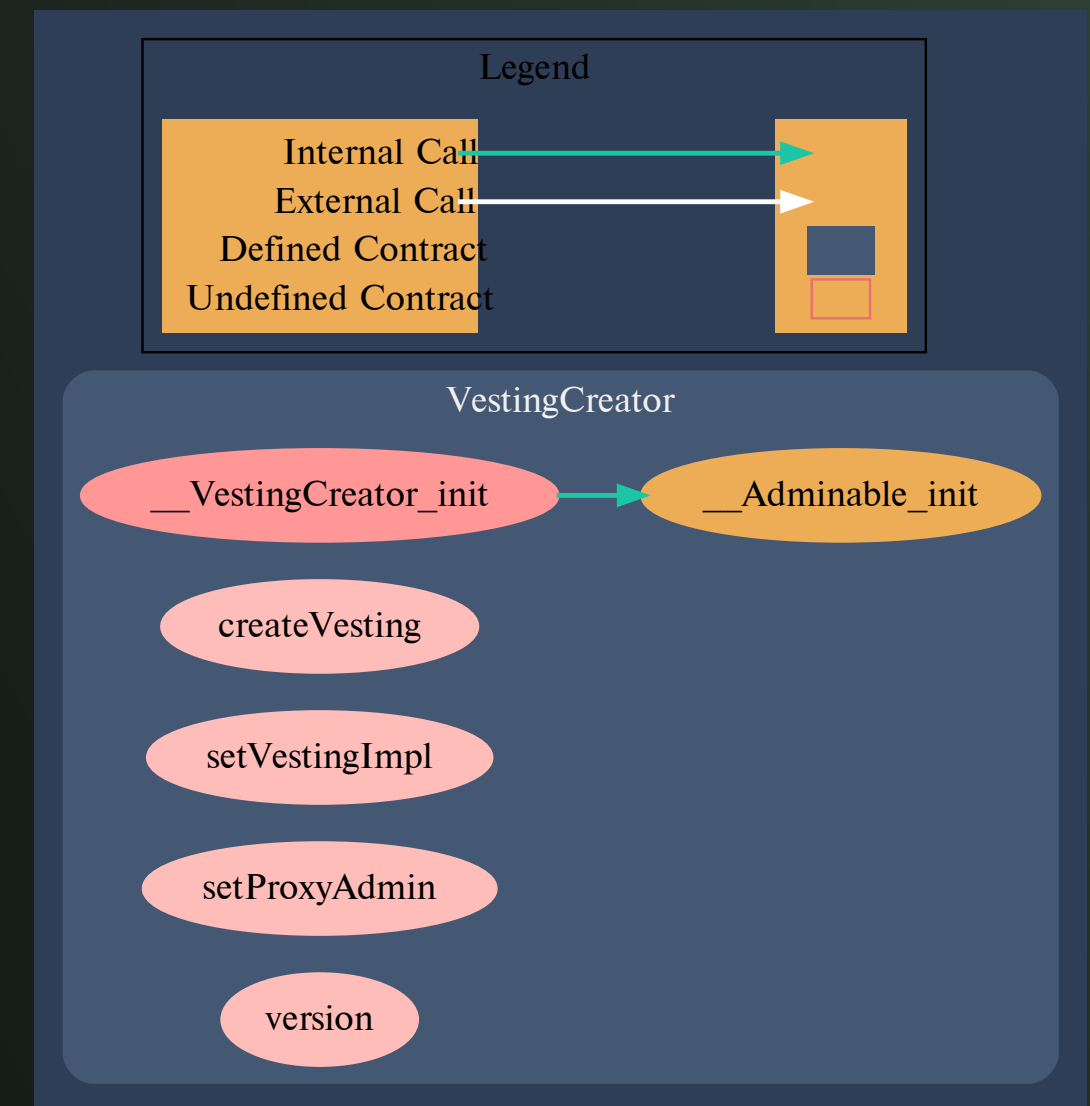 Legend
Internal Call
External Call
Defined Contract
Undefined Contract
VestingCreator
__VestingCreator_init
__Adminable_init
createVesting
setVestingImpl
setProxyAdmin
version